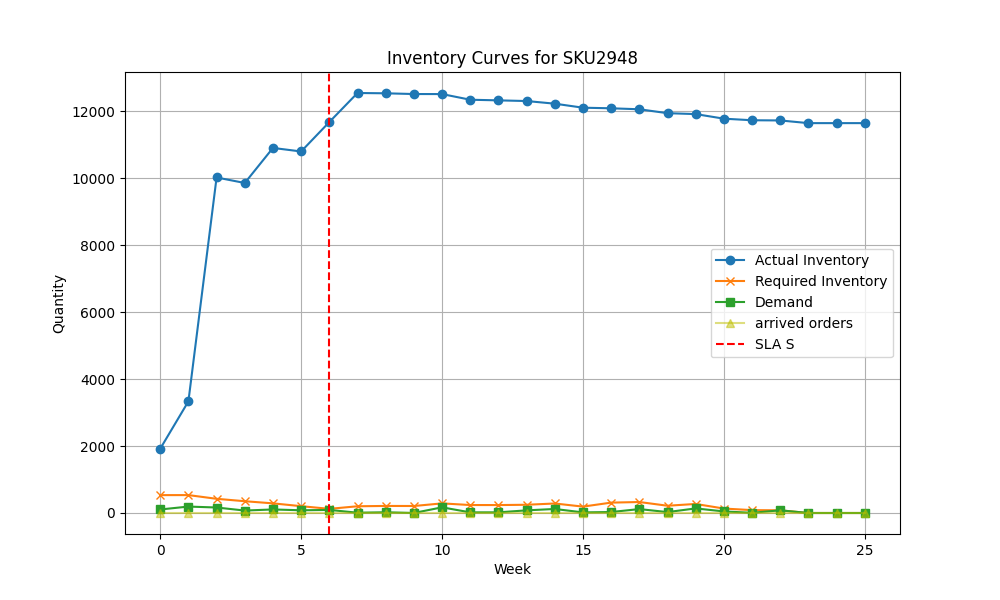 Inventory Curves for SKU2948
Quantity
12000
10000
8000
6000
4000
2000
0
Actual Inventory
Required Inventory
Demand
arrived orders
SLA S
0 5 10 15 20 25
Week